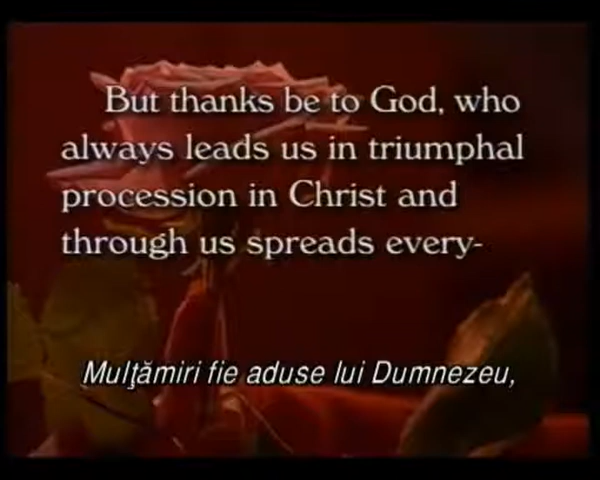 But thanks be to God, who
always leads us in triumphal
procession in Christ and
through us spreads every-
Mulţămiri fie aduse lui Dumnezeu,